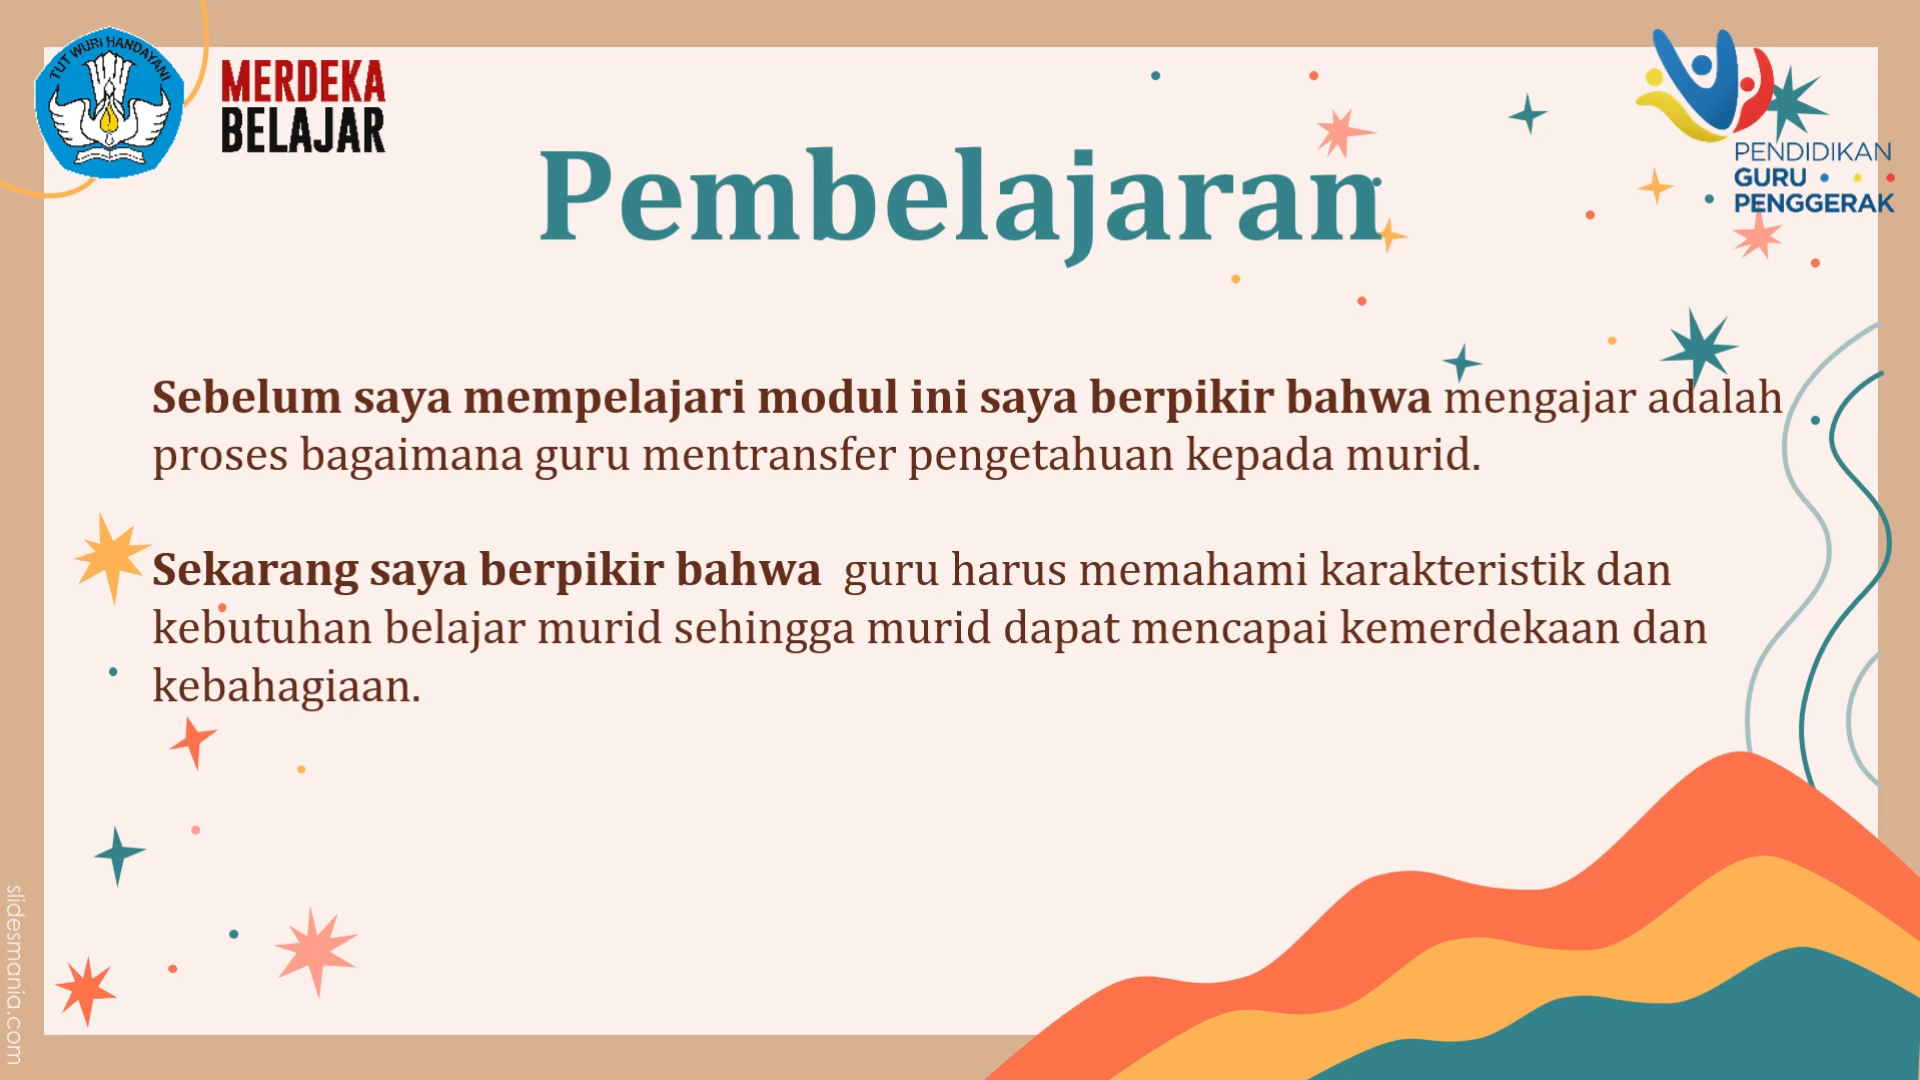 TUT WURI HANDAYANI
MERDEKA
BELAJAR
PENDIDIKAN
GURU
PENGGERAK
Pembelajaran
Sebelum saya mempelajari modul ini saya berpikir bahwa mengajar adalah
proses bagaimana guru mentransfer pengetahuan kepada murid.
Sekarang saya berpikir bahwa guru harus memahami karakteristik dan
kebutuhan belajar murid sehingga murid dapat mencapai kemerdekaan dan
kebahagiaan.
slidesmania.com